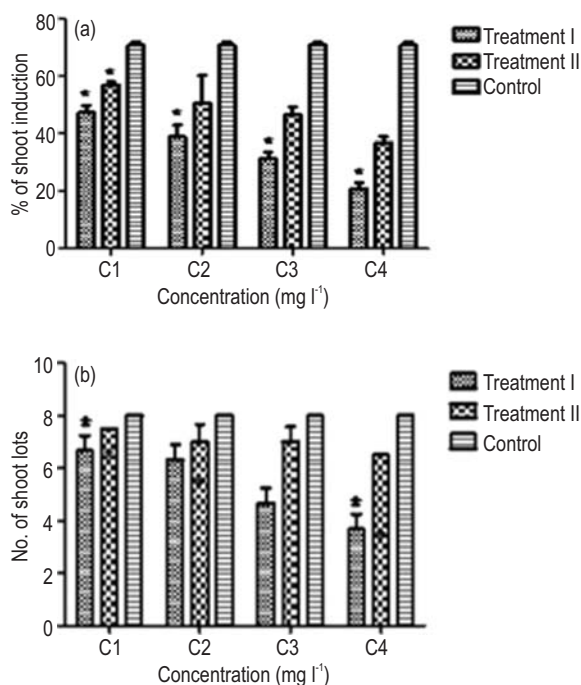 (a)
80
60
40
20
0
% of shoot induction
* * * * *
C1 C2 C3 C4
Concentration (mg l⁻¹)
Treatment I
Treatment II
Control
(b)
10
8
6
4
2
0
No. of shoot lots
C1 C2 C3 C4
Concentration (mg l⁻¹)
Treatment I
Treatment II
Control